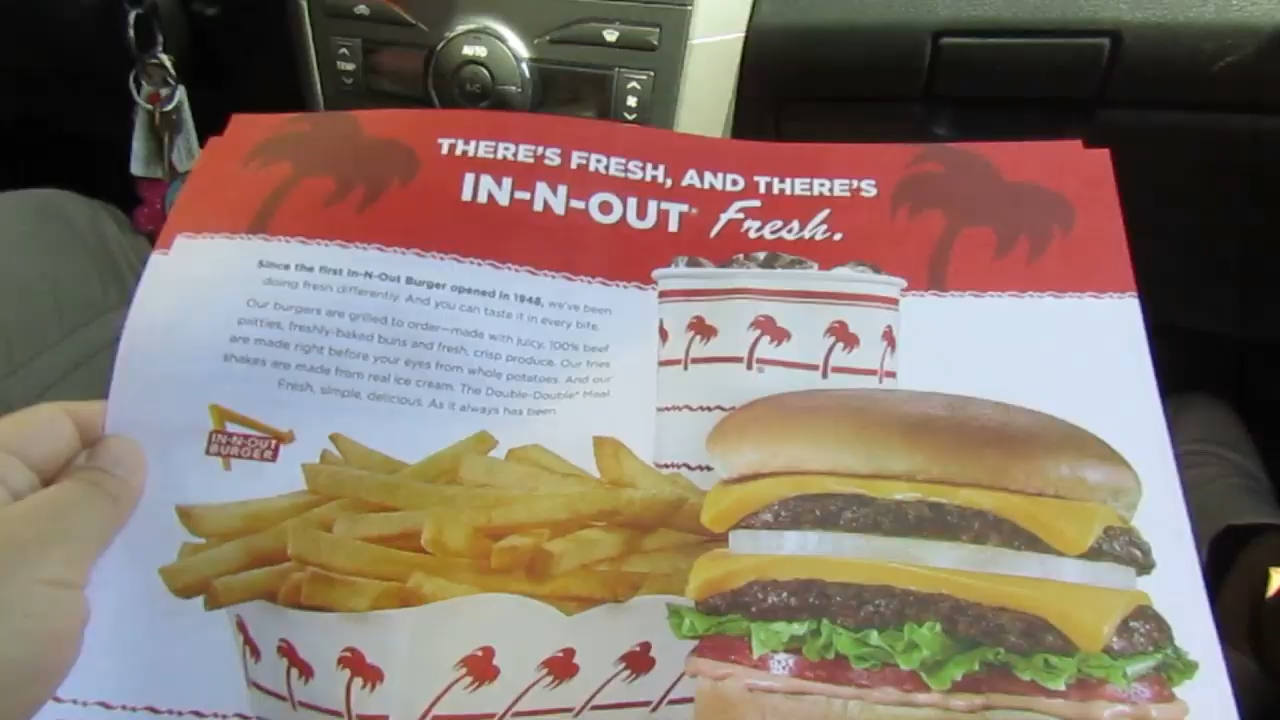 AUTO
TEMP
A/C
THERE'S FRESH, AND THERE'S
IN-N-OUT® Fresh.
Since the first In-N-Out Burger opened in 1948, we've been
doing fresh differently. And you can taste it in every bite.
Our burgers are grilled to order—made with juicy, 100% beef
patties, freshly-baked buns and fresh, crisp produce. Our fries
are made right before your eyes from whole potatoes. And our
shakes are made from real ice cream. The Double-Double® Meal.
Fresh, simple, delicious. As it always has been.
IN-N-OUT
BURGER